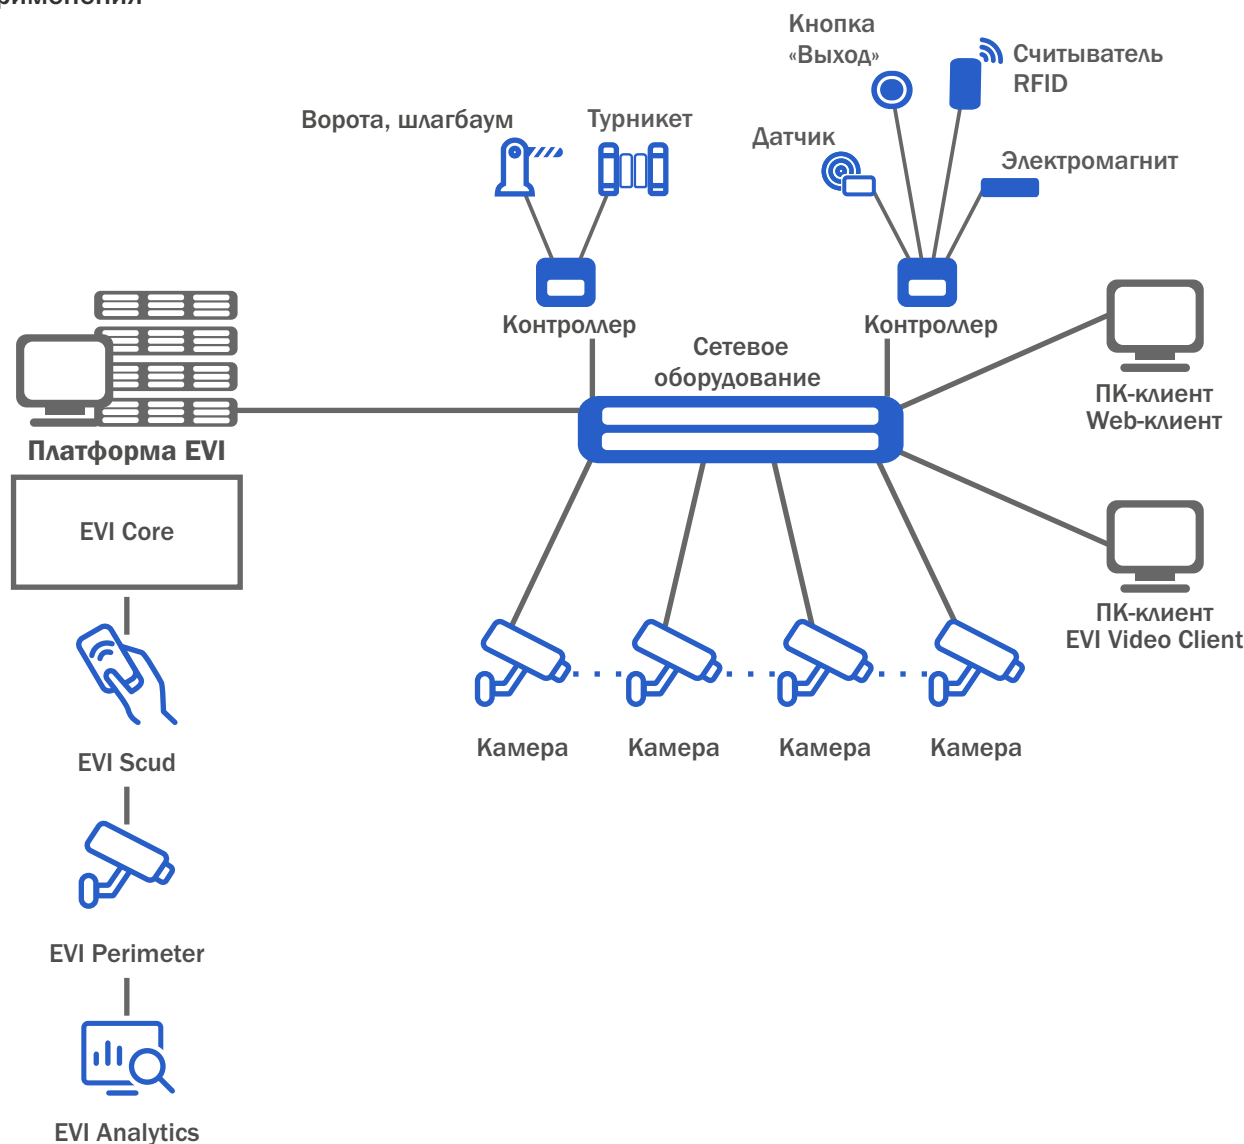 Кнопка
«Выход»
Считыватель
RFID
Ворота, шлагбаум
Турникет
Датчик
Электромагнит
Контроллер
Контроллер
Сетевое
оборудование
ПК-клиент
Web-клиент
Платформа EVI
EVI Core
ПК-клиент
EVI Video Client
Камера
Камера
Камера
Камера
EVI Scud
EVI Perimeter
EVI Analytics